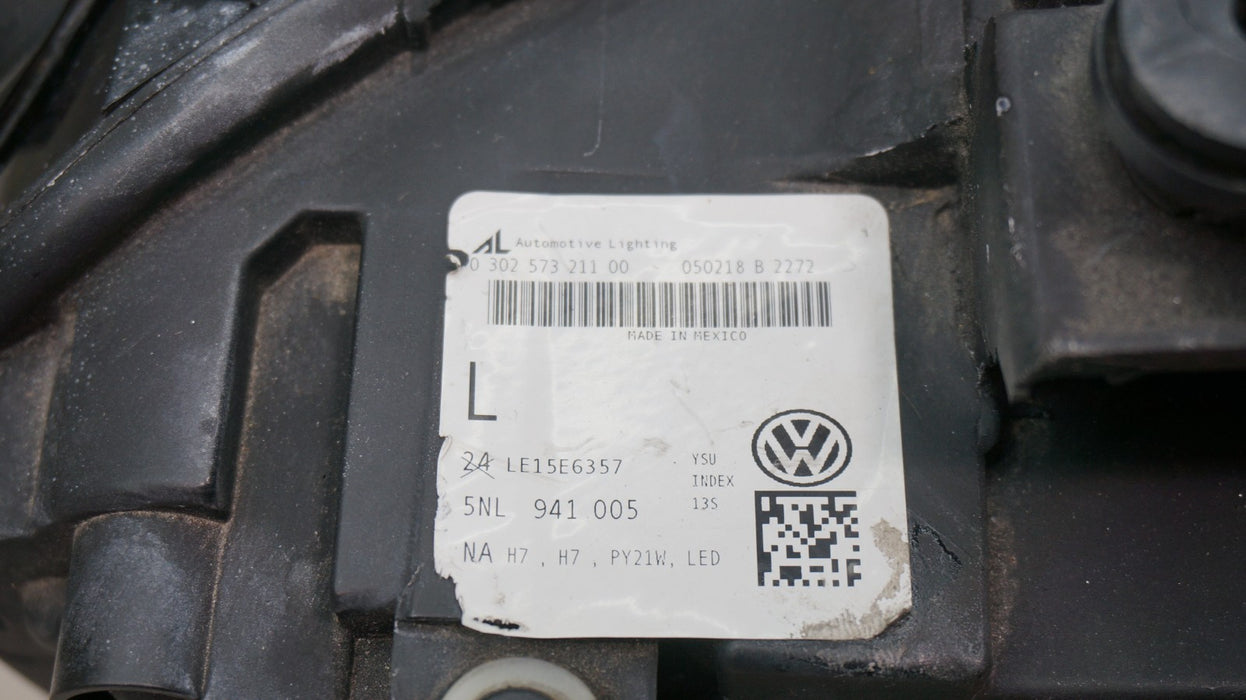 AL Automotive Lighting
0 302 573 211 00 050218 B 2272
MADE IN MEXICO
L
24 LE15E6357 YSU
INDEX
5NL 941 005 13S
NA H7 , H7 , PY21W, LED